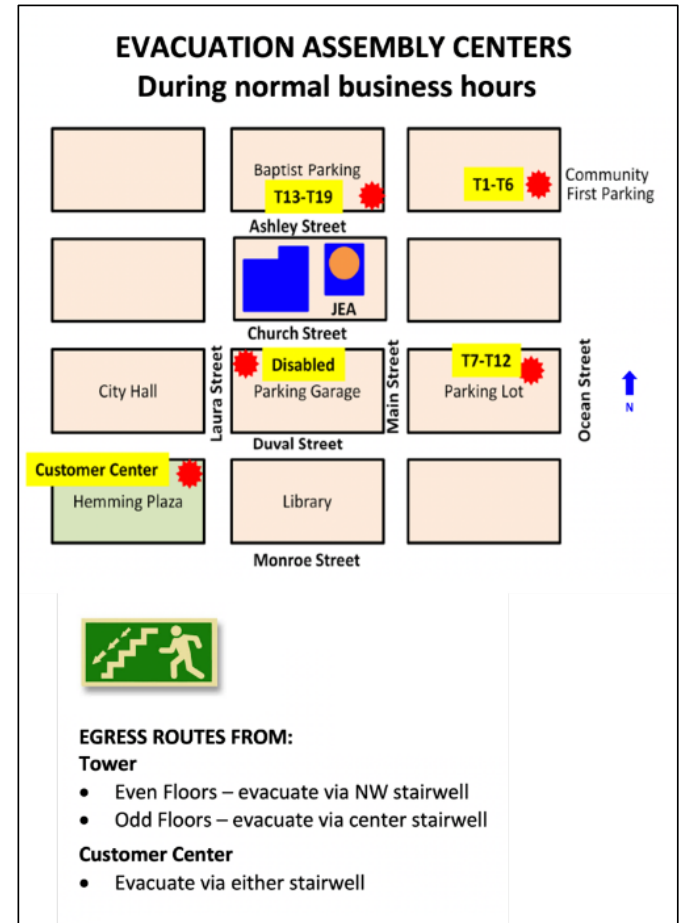 EVACUATION ASSEMBLY CENTERS
During normal business hours
Baptist Parking
T13-T19
T1-T6
Community
First Parking
Ashley Street
JEA
Church Street
Laura Street
Disabled
Main Street
T7-T12
Ocean Street
City Hall
Parking Garage
Parking Lot
N
Duval Street
Customer Center
Hemming Plaza
Library
Monroe Street
EGRESS ROUTES FROM:
Tower
• Even Floors – evacuate via NW stairwell
• Odd Floors – evacuate via center stairwell
Customer Center
• Evacuate via either stairwell